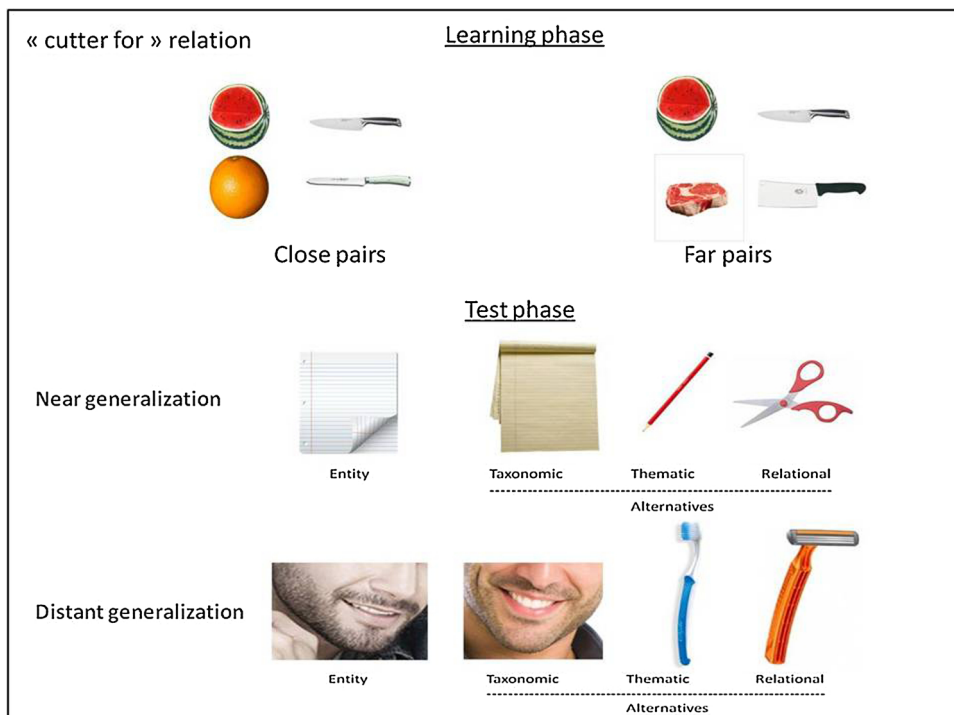 « cutter for » relation
Learning phase
Close pairs
Far pairs
Test phase
Near generalization
Entity
Taxonomic
Thematic
Relational
Alternatives
Distant generalization
Entity
Taxonomic
Thematic
Relational
Alternatives